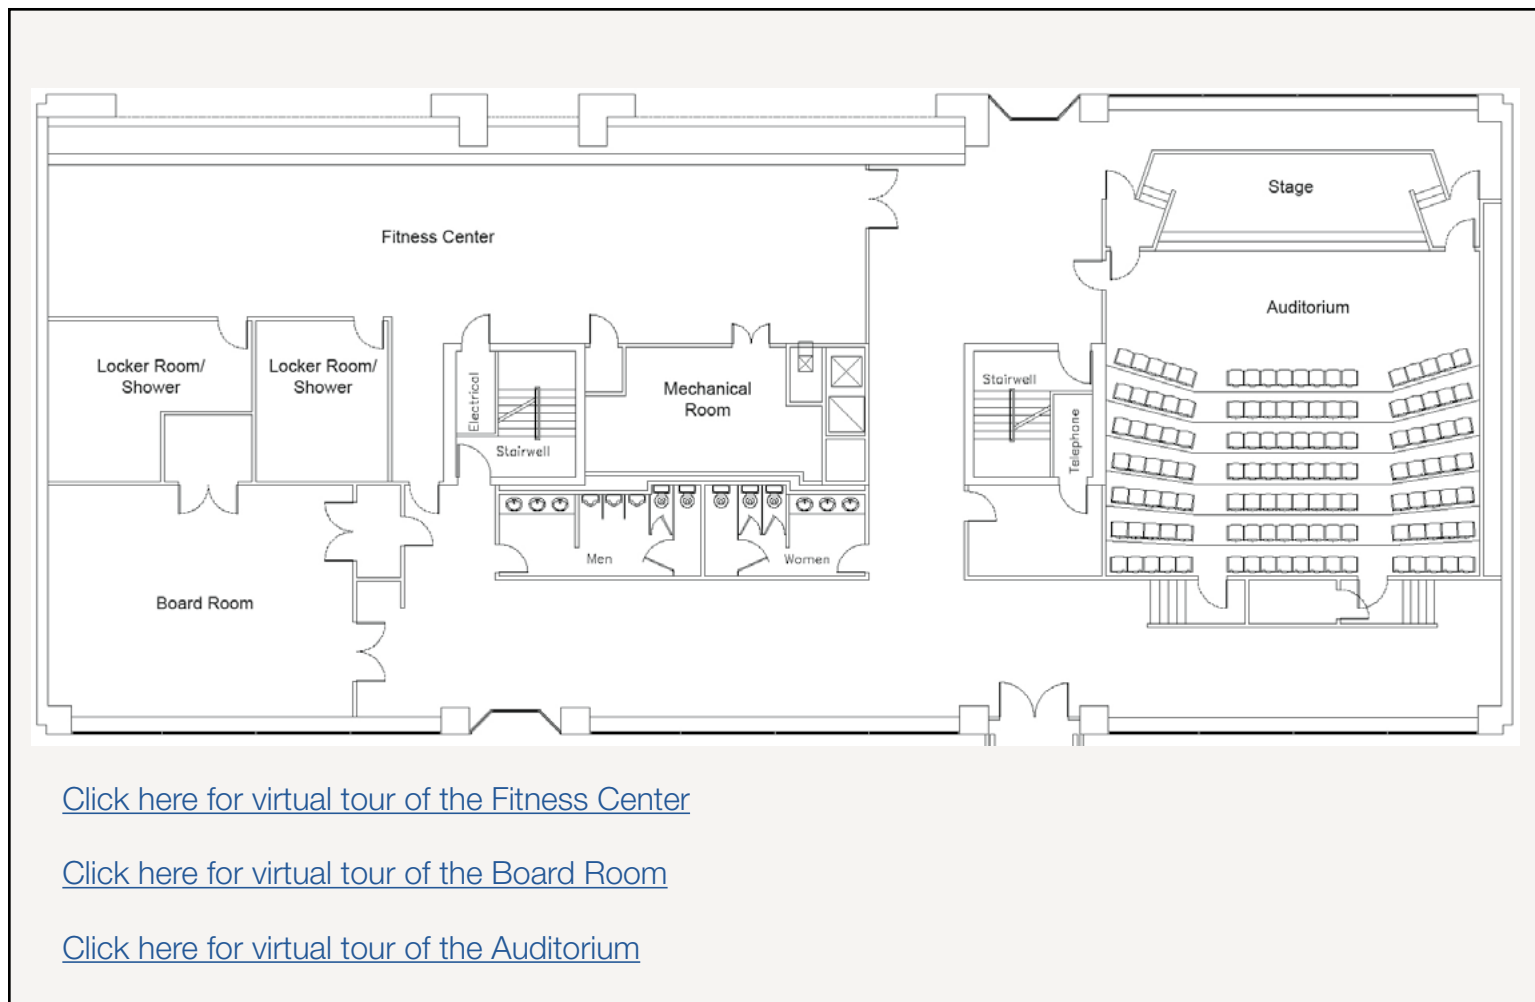 Stage
Fitness Center
Auditorium
Locker Room/
Shower
Locker Room/
Shower
Electrical
Stairwell
Mechanical
Room
Stairwell
Telephone
Men
Women
Board Room
Click here for virtual tour of the Fitness Center
Click here for virtual tour of the Board Room
Click here for virtual tour of the Auditorium